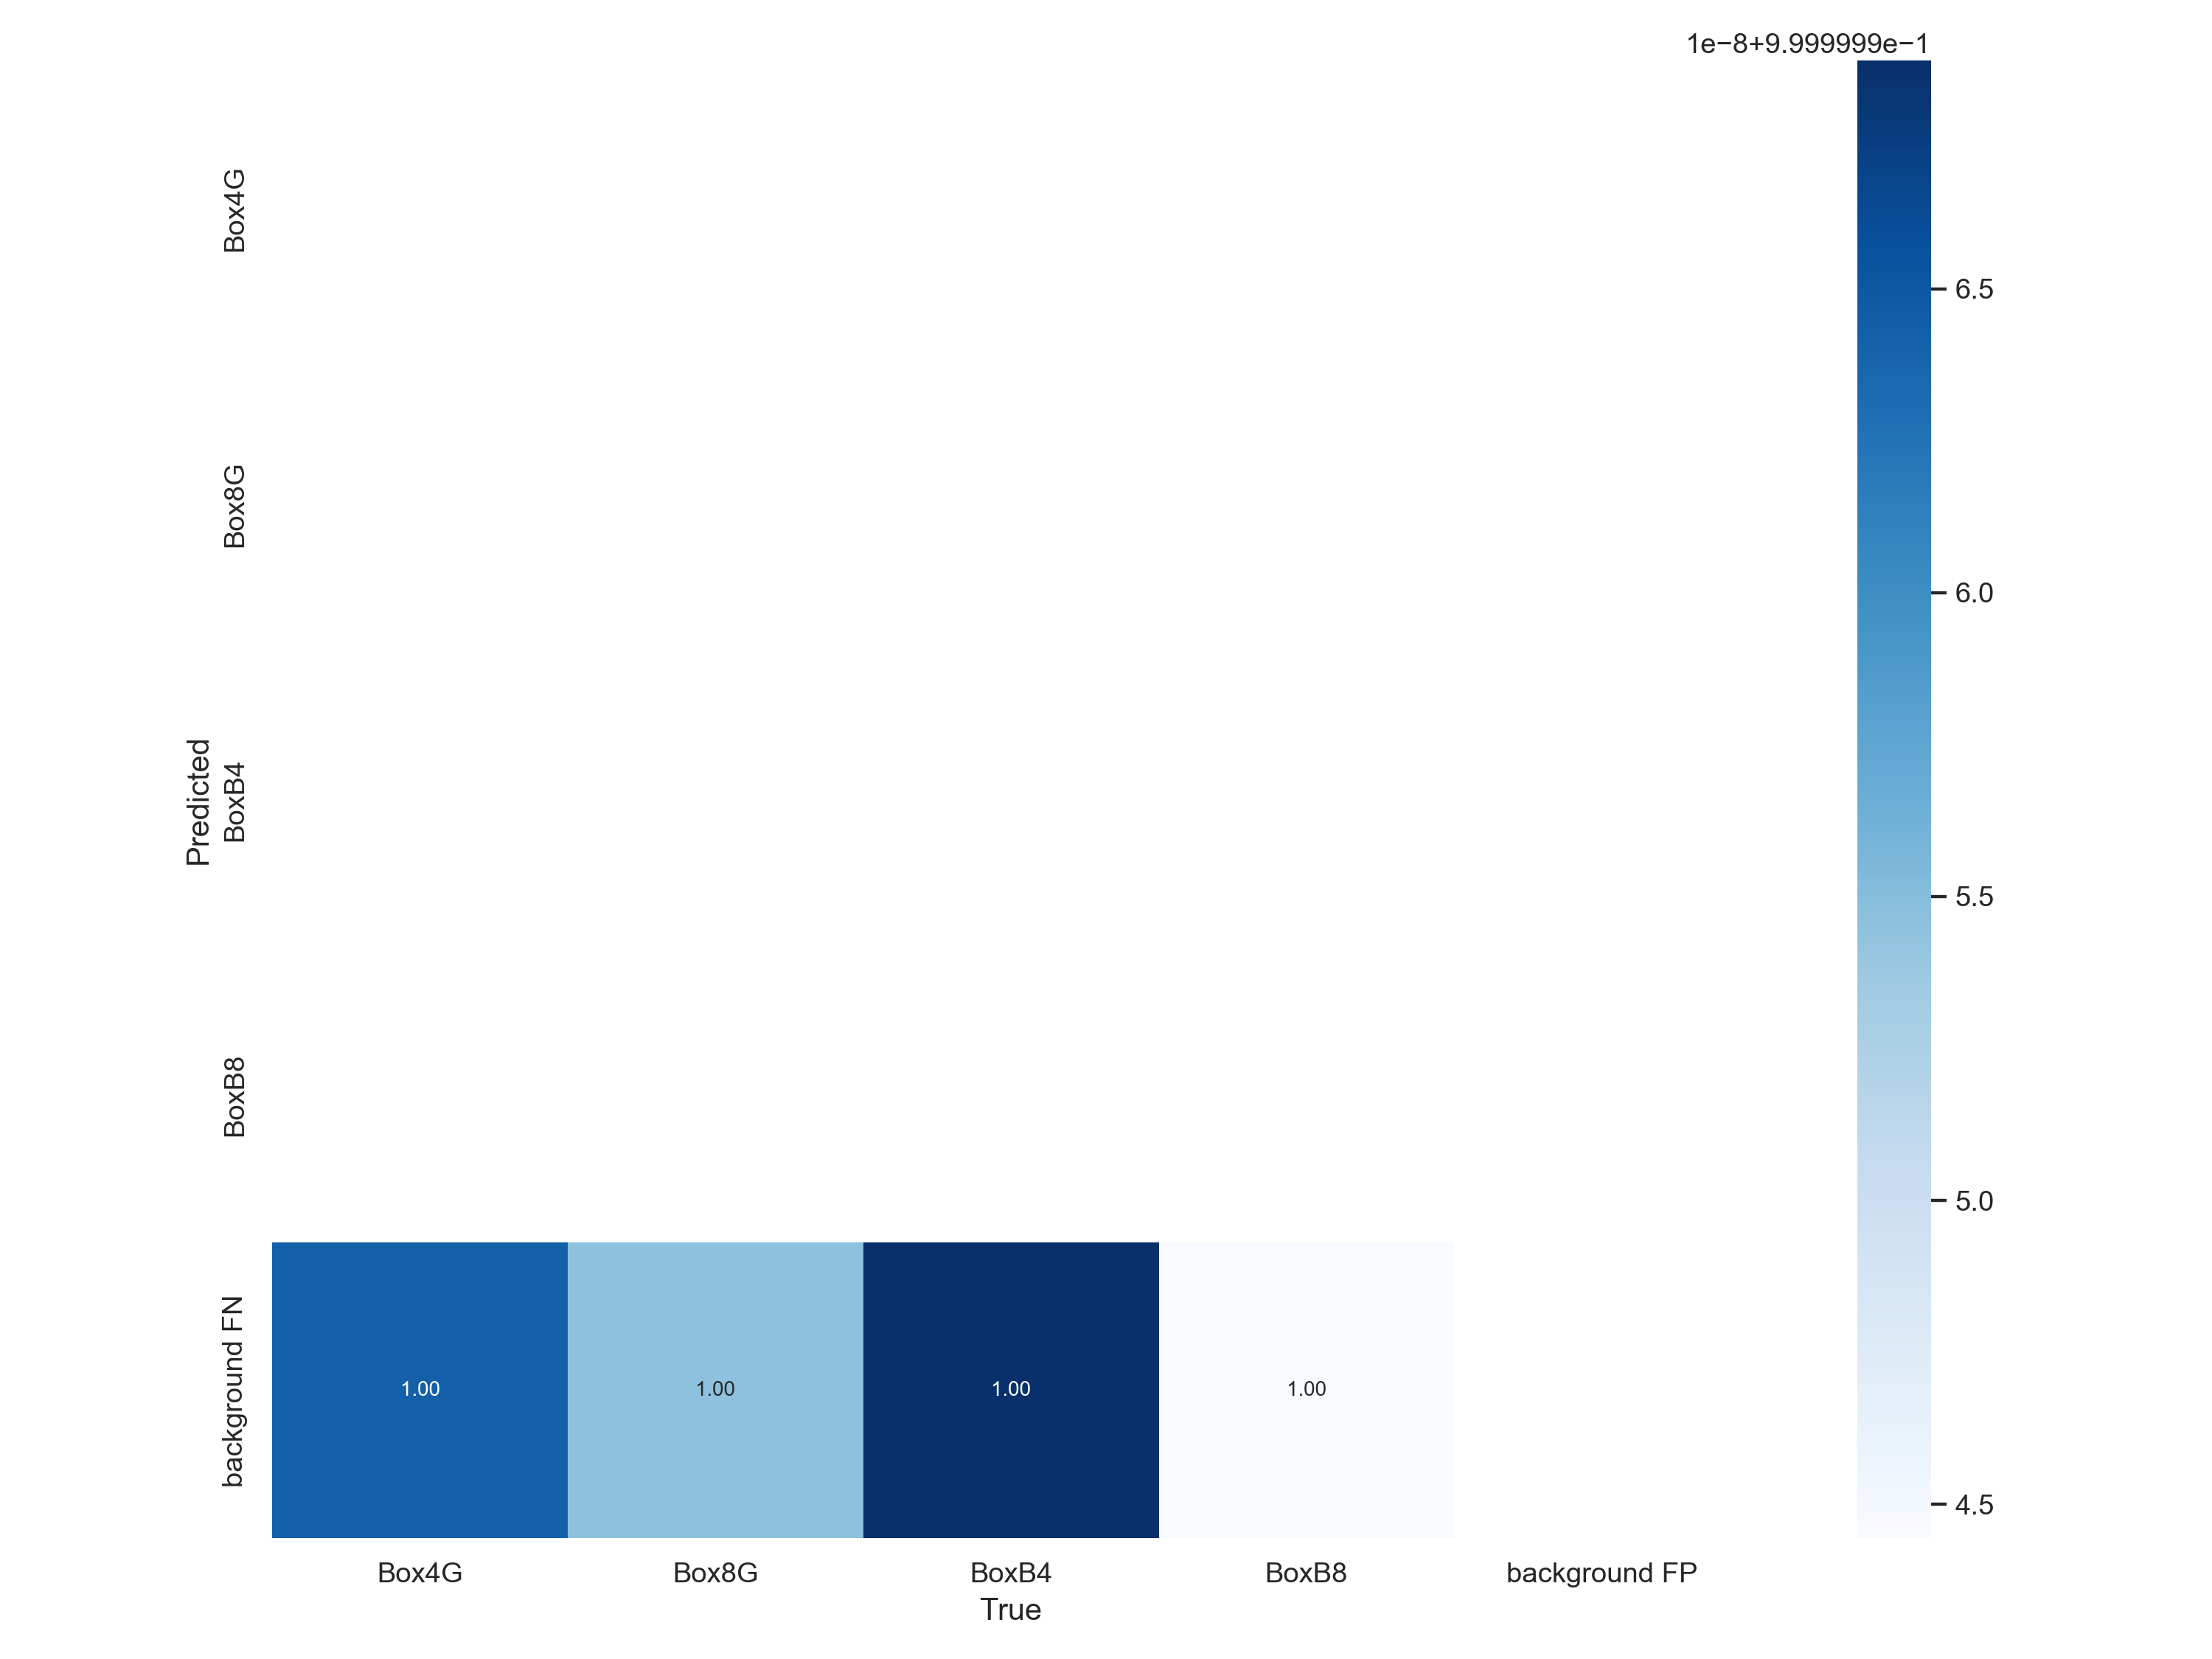 1e−8+9.999999e−1
Box4G
Box8G
BoxB4
BoxB8
background FN
Predicted
1.00 1.00 1.00 1.00
Box4G Box8G BoxB4 BoxB8 background FP
True
6.5
6.0
5.5
5.0
4.5